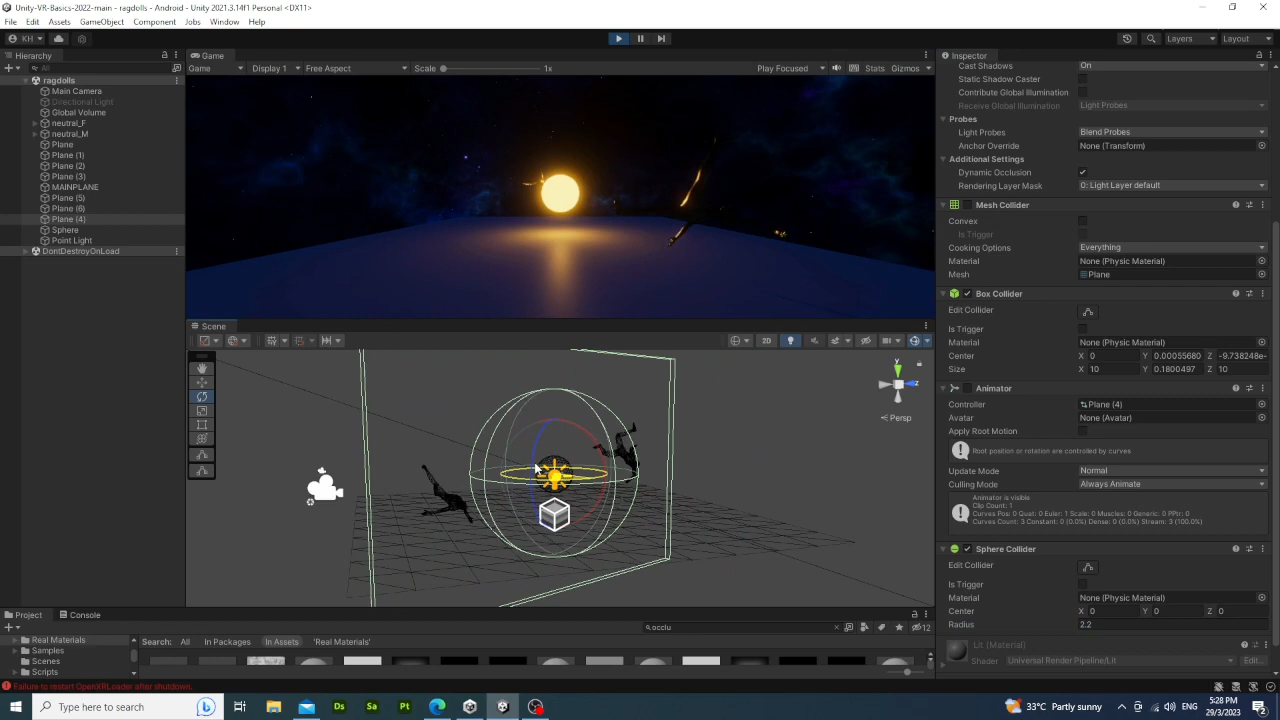 Unity-VR-Basics-2022-main - ragdolls - Android - Unity 2021.3.14f1 Personal <DX11>
File Edit Assets GameObject Component Jobs Window Help
KH Layers Layout
Hierarchy
All
ragdolls
Main Camera
Directional Light
Global Volume
neutral_F
neutral_M
Plane
Plane (1)
Plane (2)
Plane (3)
MAINPLANE
Plane (5)
Plane (6)
Plane (4)
Sphere
Point Light
DontDestroyOnLoad
Game
Game Display 1 Free Aspect Scale 1x Play Focused Stats Gizmos
Scene
2D
y
z
Persp
Inspector
Cast Shadows On
Static Shadow Caster
Contribute Global Illumination
Receive Global Illumination Light Probes
Probes
Light Probes Blend Probes
Anchor Override None (Transform)
Additional Settings
Dynamic Occlusion
Rendering Layer Mask 0: Light Layer default
Mesh Collider
Convex
Is Trigger
Cooking Options Everything
Material None (Physic Material)
Mesh Plane
Box Collider
Edit Collider
Is Trigger
Material None (Physic Material)
Center X 0 Y 0.00055680 Z -9.738248e-
Size X 10 Y 0.1800497 Z 10
Animator
Controller Plane (4)
Avatar None (Avatar)
Apply Root Motion
Root position or rotation are controlled by curves
Update Mode Normal
Culling Mode Always Animate
Animator is visible
Clip Count: 1
Curves Pos: 0 Quat: 0 Euler: 1 Scale: 0 Muscles: 0 Generic: 0 PPtr: 0
Curves Count: 3 Constant: 0 (0.0%) Dense: 0 (0.0%) Stream: 3 (100.0%)
Sphere Collider
Edit Collider
Is Trigger
Material None (Physic Material)
Center X 0 Y 0 Z 0
Radius 2.2
Lit (Material)
Shader Universal Render Pipeline/Lit Edit...
Project Console
occlu 12
Real Materials
Samples
Scenes
Scripts
Search: All In Packages In Assets 'Real Materials'
Failure to restart OpenXRLoader after shutdown.
Type here to search
Ds Sa Pt
33°C Partly sunny
5:28 PM
29/3/2023